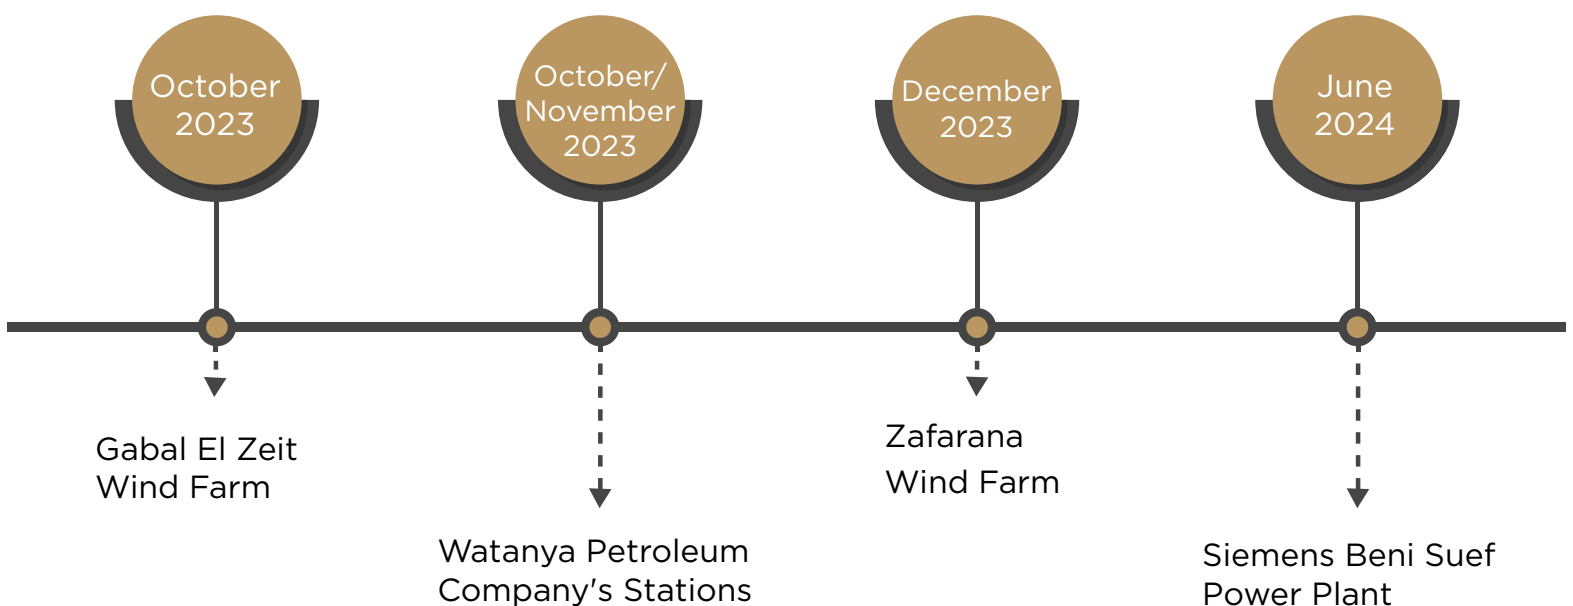 October
2023
October/
November
2023
December
2023
June
2024
Gabal El Zeit
Wind Farm
Watanya Petroleum
Company's Stations
Zafarana
Wind Farm
Siemens Beni Suef
Power Plant